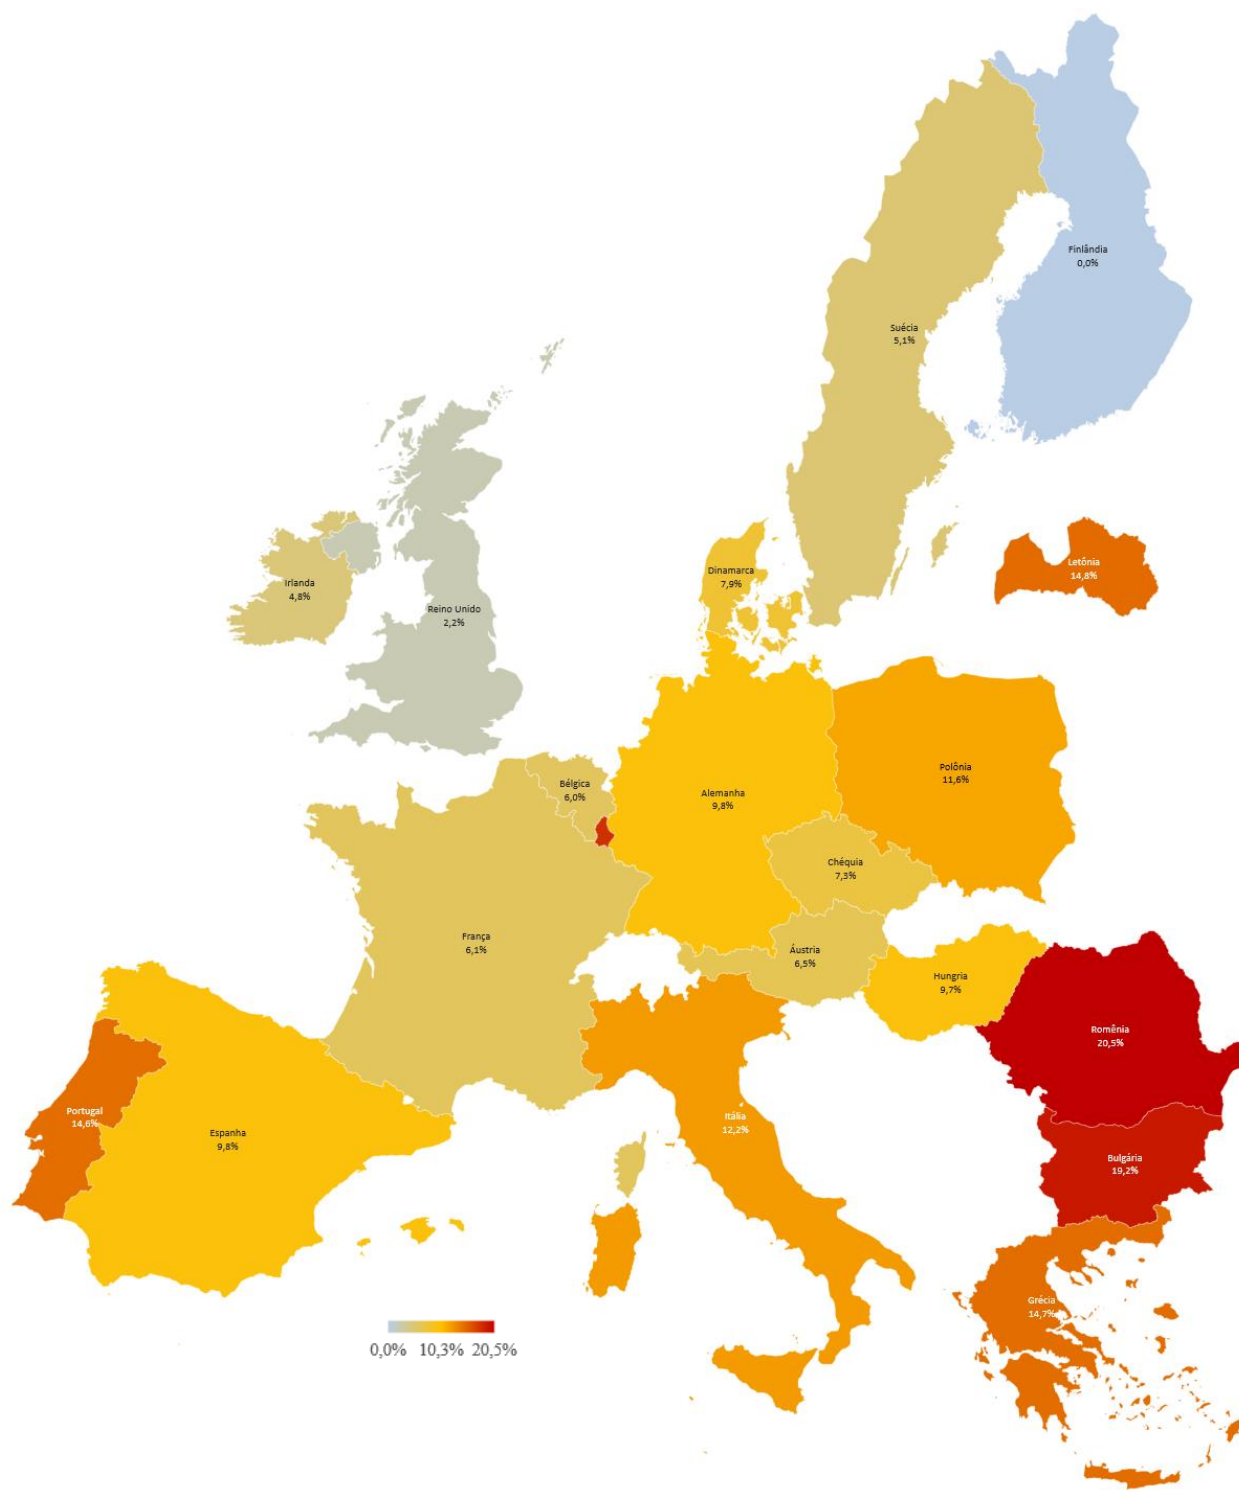 Finlândia
0,0%
Suécia
5,1%
Letônia
14,8%
Dinamarca
7,9%
Irlanda
4,8%
Reino Unido
2,2%
Polônia
11,6%
Bélgica
6,0%
Alemanha
9,8%
Chéquia
7,3%
França
6,1%
Áustria
6,5%
Hungria
9,7%
Romênia
20,5%
Portugal
14,6%
Espanha
9,8%
Itália
12,2%
Bulgária
19,2%
Grécia
14,7%
0,0% 10,3% 20,5%